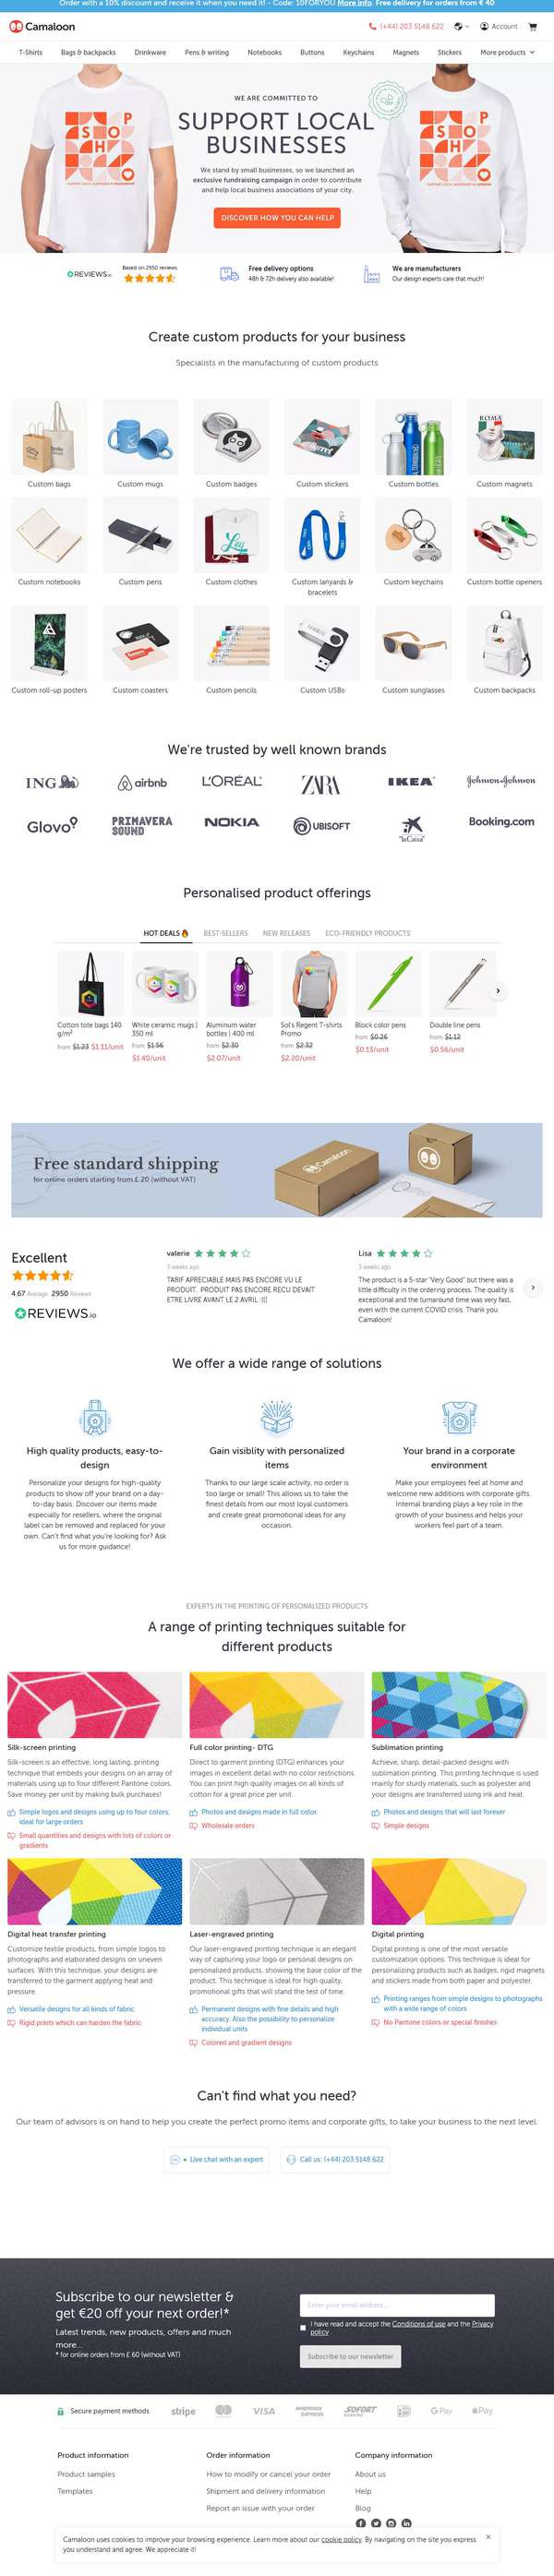 Order with a 10% discount and receive it when you need it! - Code: 10FORYOU More info. Free delivery for orders from € 40
Camaloon
(+44) 203 5148 622
Account
T-Shirts
Bags & backpacks
Drinkware
Pens & writing
Notebooks
Buttons
Keychains
Magnets
Stickers
More products
WE ARE COMMITTED TO
SUPPORT LOCAL
BUSINESSES
We stand by small businesses, so we launched an
exclusive fundraising campaign in order to contribute
and help local business associations of your city.
DISCOVER HOW YOU CAN HELP
SHOP
SHOP
REVIEWS.io
Based on 2950 reviews
Free delivery options
48h & 72h delivery also available!
We are manufacturers
Our design experts care that much!
Create custom products for your business
Specialists in the manufacturing of custom products
ROMA
Custom bags
Custom mugs
Custom badges
Custom stickers
Custom bottles
Custom magnets
Custom notebooks
Custom pens
Custom clothes
Custom lanyards &
bracelets
Custom keychains
Custom bottle openers
Custom roll-up posters
Custom coasters
Custom pencils
Custom USBs
Custom sunglasses
Custom backpacks
We're trusted by well known brands
ING
airbnb
L'ORÉAL
ZARA
IKEA
Johnson & Johnson
Glovo
PRIMAVERA
SOUND
NOKIA
UBISOFT
"la Caixa"
Booking.com
Personalised product offerings
HOT DEALS
BEST-SELLERS
NEW RELEASES
ECO-FRIENDLY PRODUCTS
Cotton tote bags 140
g/m²
from $1.23 $1.11/unit
White ceramic mugs |
350 ml
from $1.56
$1.40/unit
Aluminum water
bottles | 400 ml
from $2.30
$2.07/unit
Sol's Regent T-shirts
Promo
from $2.32
$2.20/unit
Block color pens
from $0.26
$0.13/unit
Double line pens
from $1.12
$0.56/unit
Free standard shipping
for online orders starting from £ 20 (without VAT)
Camaloon
Excellent
4.67 Average 2950 Reviews
REVIEWS.io
valerie
3 weeks ago
TARIF APRECIABLE MAIS PAS ENCORE VU LE
PRODUIT.. PRODUIT PAS ENCORE RECU DEVAIT
ETRE LIVRE AVANT LE 2 AVRIL :(((
Lisa
3 weeks ago
The product is a 5-star "Very Good" but there was a
little difficulty in the ordering process. The quality is
exceptional and the turnaround time was very fast,
even with the current COVID crisis. Thank you
Camaloon!
We offer a wide range of solutions
High quality products, easy-to-
design
Personalize your designs for high-quality
products to show off your brand on a day-
to-day basis. Discover our items made
especially for resellers, where the original
label can be removed and replaced for your
own. Can't find what you're looking for? Ask
us for more guidance!
Gain visiblity with personalized
items
Thanks to our large scale activity, no order is
too large or small! This allows us to take the
finest details from our most loyal customers
and create great promotional ideas for any
occasion.
Your brand in a corporate
environment
Make your employees feel at home and
welcome new additions with corporate gifts.
Internal branding plays a key role in the
growth of your business and helps your
workers feel part of a team.
EXPERTS IN THE PRINTING OF PERSONALIZED PRODUCTS
A range of printing techniques suitable for
different products
Silk-screen printing
Silk-screen is an effective, long lasting, printing
technique that embeds your designs on an array of
materials using up to four different Pantone colors.
Save money per unit by making bulk purchases!
Simple logos and designs using up to four colors,
ideal for large orders
Small quantities and designs with lots of colors or
gradients
Full color printing- DTG
Direct to garment printing (DTG) enhances your
images in excellent detail with no color restrictions.
You can print high quality images on all kinds of
cotton for a great price per unit.
Photos and designs made in full color
Wholesale orders
Sublimation printing
Achieve, sharp, detail-packed designs with
sublimation printing. This printing technique is used
mainly for sturdy materials, such as polyester and
your designs are transferred using ink and heat.
Photos and designs that will last forever
Simple designs
Digital heat transfer printing
Customize textile products, from simple logos to
photographs and elaborated designs on uneven
surfaces. With this technique, your designs are
transferred to the garment applying heat and
pressure.
Versatile designs for all kinds of fabric
Rigid prints which can harden the fabric
Laser-engraved printing
Our laser-engraved printing technique is an elegant
way of capturing your logo or personal designs on
personalized products, showing the base color of the
product. This technique is ideal for high quality,
promotional gifts that will stand the test of time.
Permanent designs with fine details and high
accuracy. Also the possibility to personalize
individual units
Colored and gradient designs
Digital printing
Digital printing is one of the most versatile
customization options. This technique is ideal for
personalizing products such as badges, rigid magnets
and stickers made from both paper and polyester.
Printing ranges from simple designs to photographs
with a wide range of colors
No Pantone colors or special finishes
Can't find what you need?
Our team of advisors is on hand to help you create the perfect promo items and corporate gifts, to take your business to the next level.
Live chat with an expert
Call us: (+44) 203 5148 622
Subscribe to our newsletter &
get €20 off your next order!*
Latest trends, new products, offers and much
more...
* for online orders from £ 60 (without VAT)
Enter your email address...
I have read and accept the Conditions of use and the Privacy
policy
Subscribe to our newsletter
Secure payment methods
stripe
VISA
AMERICAN
EXPRESS
SOFORT
BANKING
G Pay
Pay
Product information
Product samples
Templates
Order information
How to modify or cancel your order
Shipment and delivery information
Report an issue with your order
Company information
About us
Help
Blog
Camaloon uses cookies to improve your browsing experience. Learn more about our cookie policy. By navigating on the site you express
you understand and agree. We appreciate it!